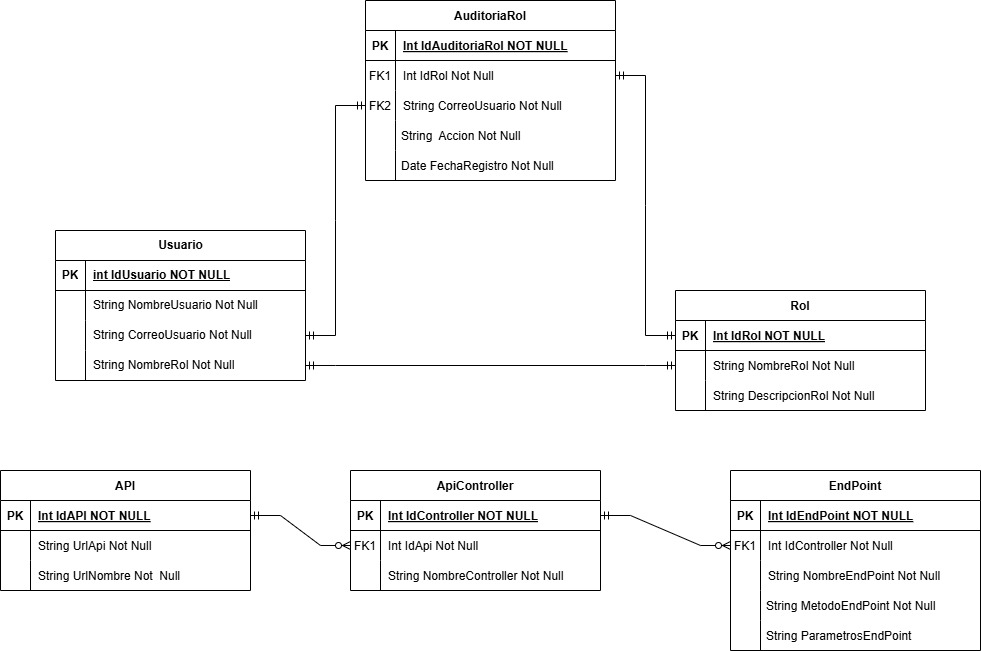 AuditoriaRol
PK Int IdAuditoriaRol NOT NULL
FK1 Int IdRol Not Null
FK2 String CorreoUsuario Not Null
String Accion Not Null
Date FechaRegistro Not Null
Usuario
PK int IdUsuario NOT NULL
String NombreUsuario Not Null
String CorreoUsuario Not Null
String NombreRol Not Null
Rol
PK Int IdRol NOT NULL
String NombreRol Not Null
String DescripcionRol Not Null
API
PK Int IdAPI NOT NULL
String UrlApi Not Null
String UrlNombre Not Null
ApiController
PK Int IdController NOT NULL
FK1 Int IdApi Not Null
String NombreController Not Null
EndPoint
PK Int IdEndPoint NOT NULL
FK1 Int IdController Not Null
String NombreEndPoint Not Null
String MetodoEndPoint Not Null
String ParametrosEndPoint